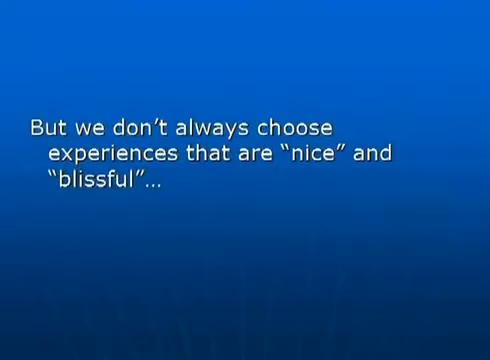 But we don’t always choose
experiences that are “nice” and
“blissful”…